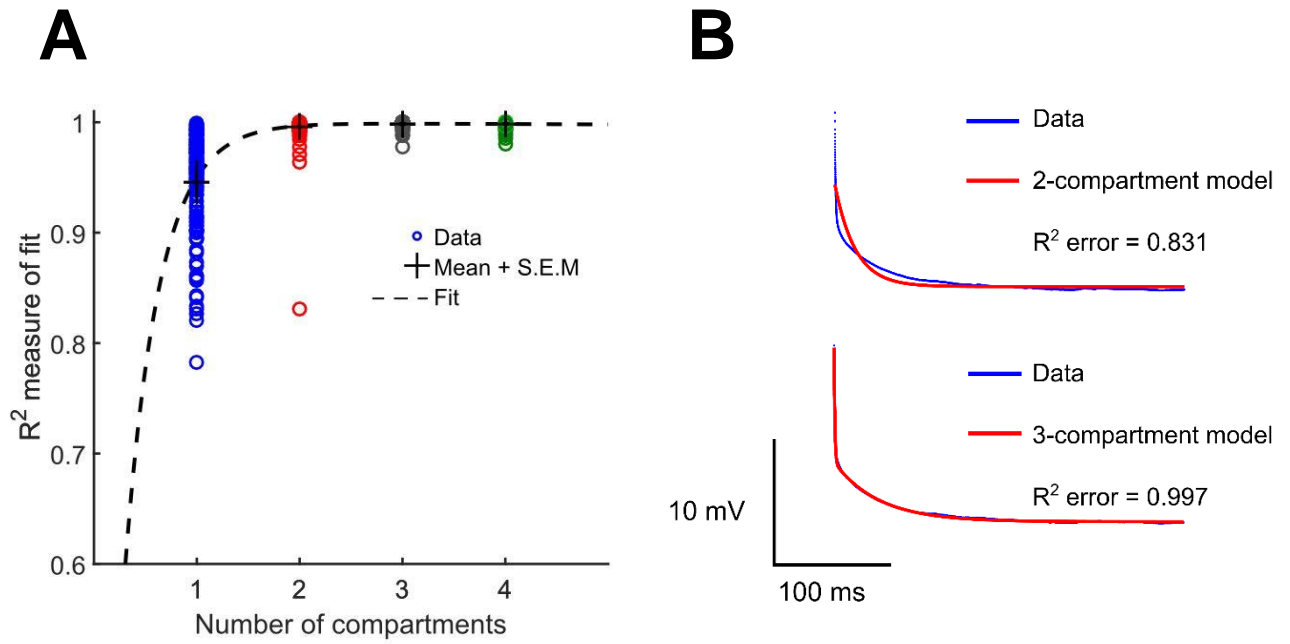 A
1
0.9
0.8
0.7
0.6
R² measure of fit
1
2
3
4
Number of compartments
Data
Mean + S.E.M
Fit
B
Data
2-compartment model
R² error = 0.831
Data
3-compartment model
R² error = 0.997
10 mV
100 ms